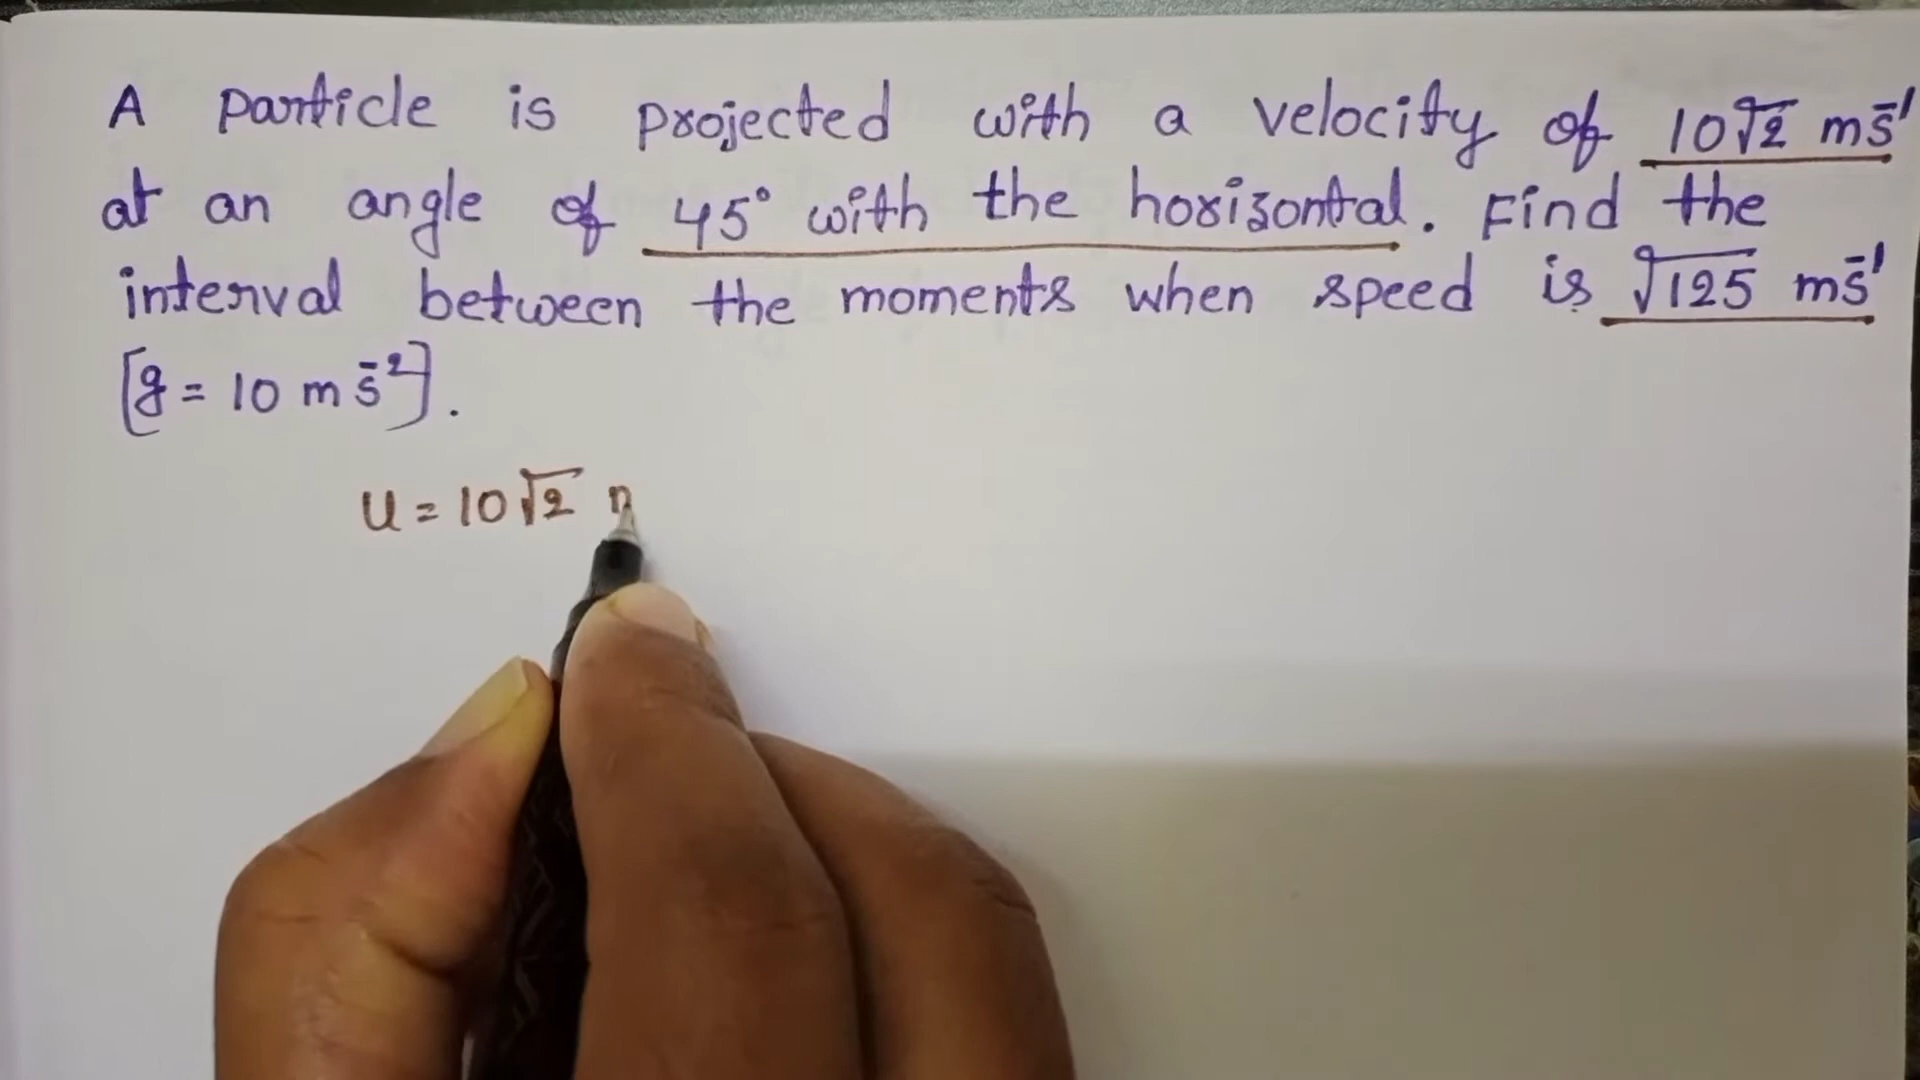 A particle is projected with a velocity of 10√2 ms⁻¹
at an angle of 45° with the horizontal. Find the
interval between the moments when speed is √125 ms⁻¹
[g = 10 m s⁻²].
u = 10√2